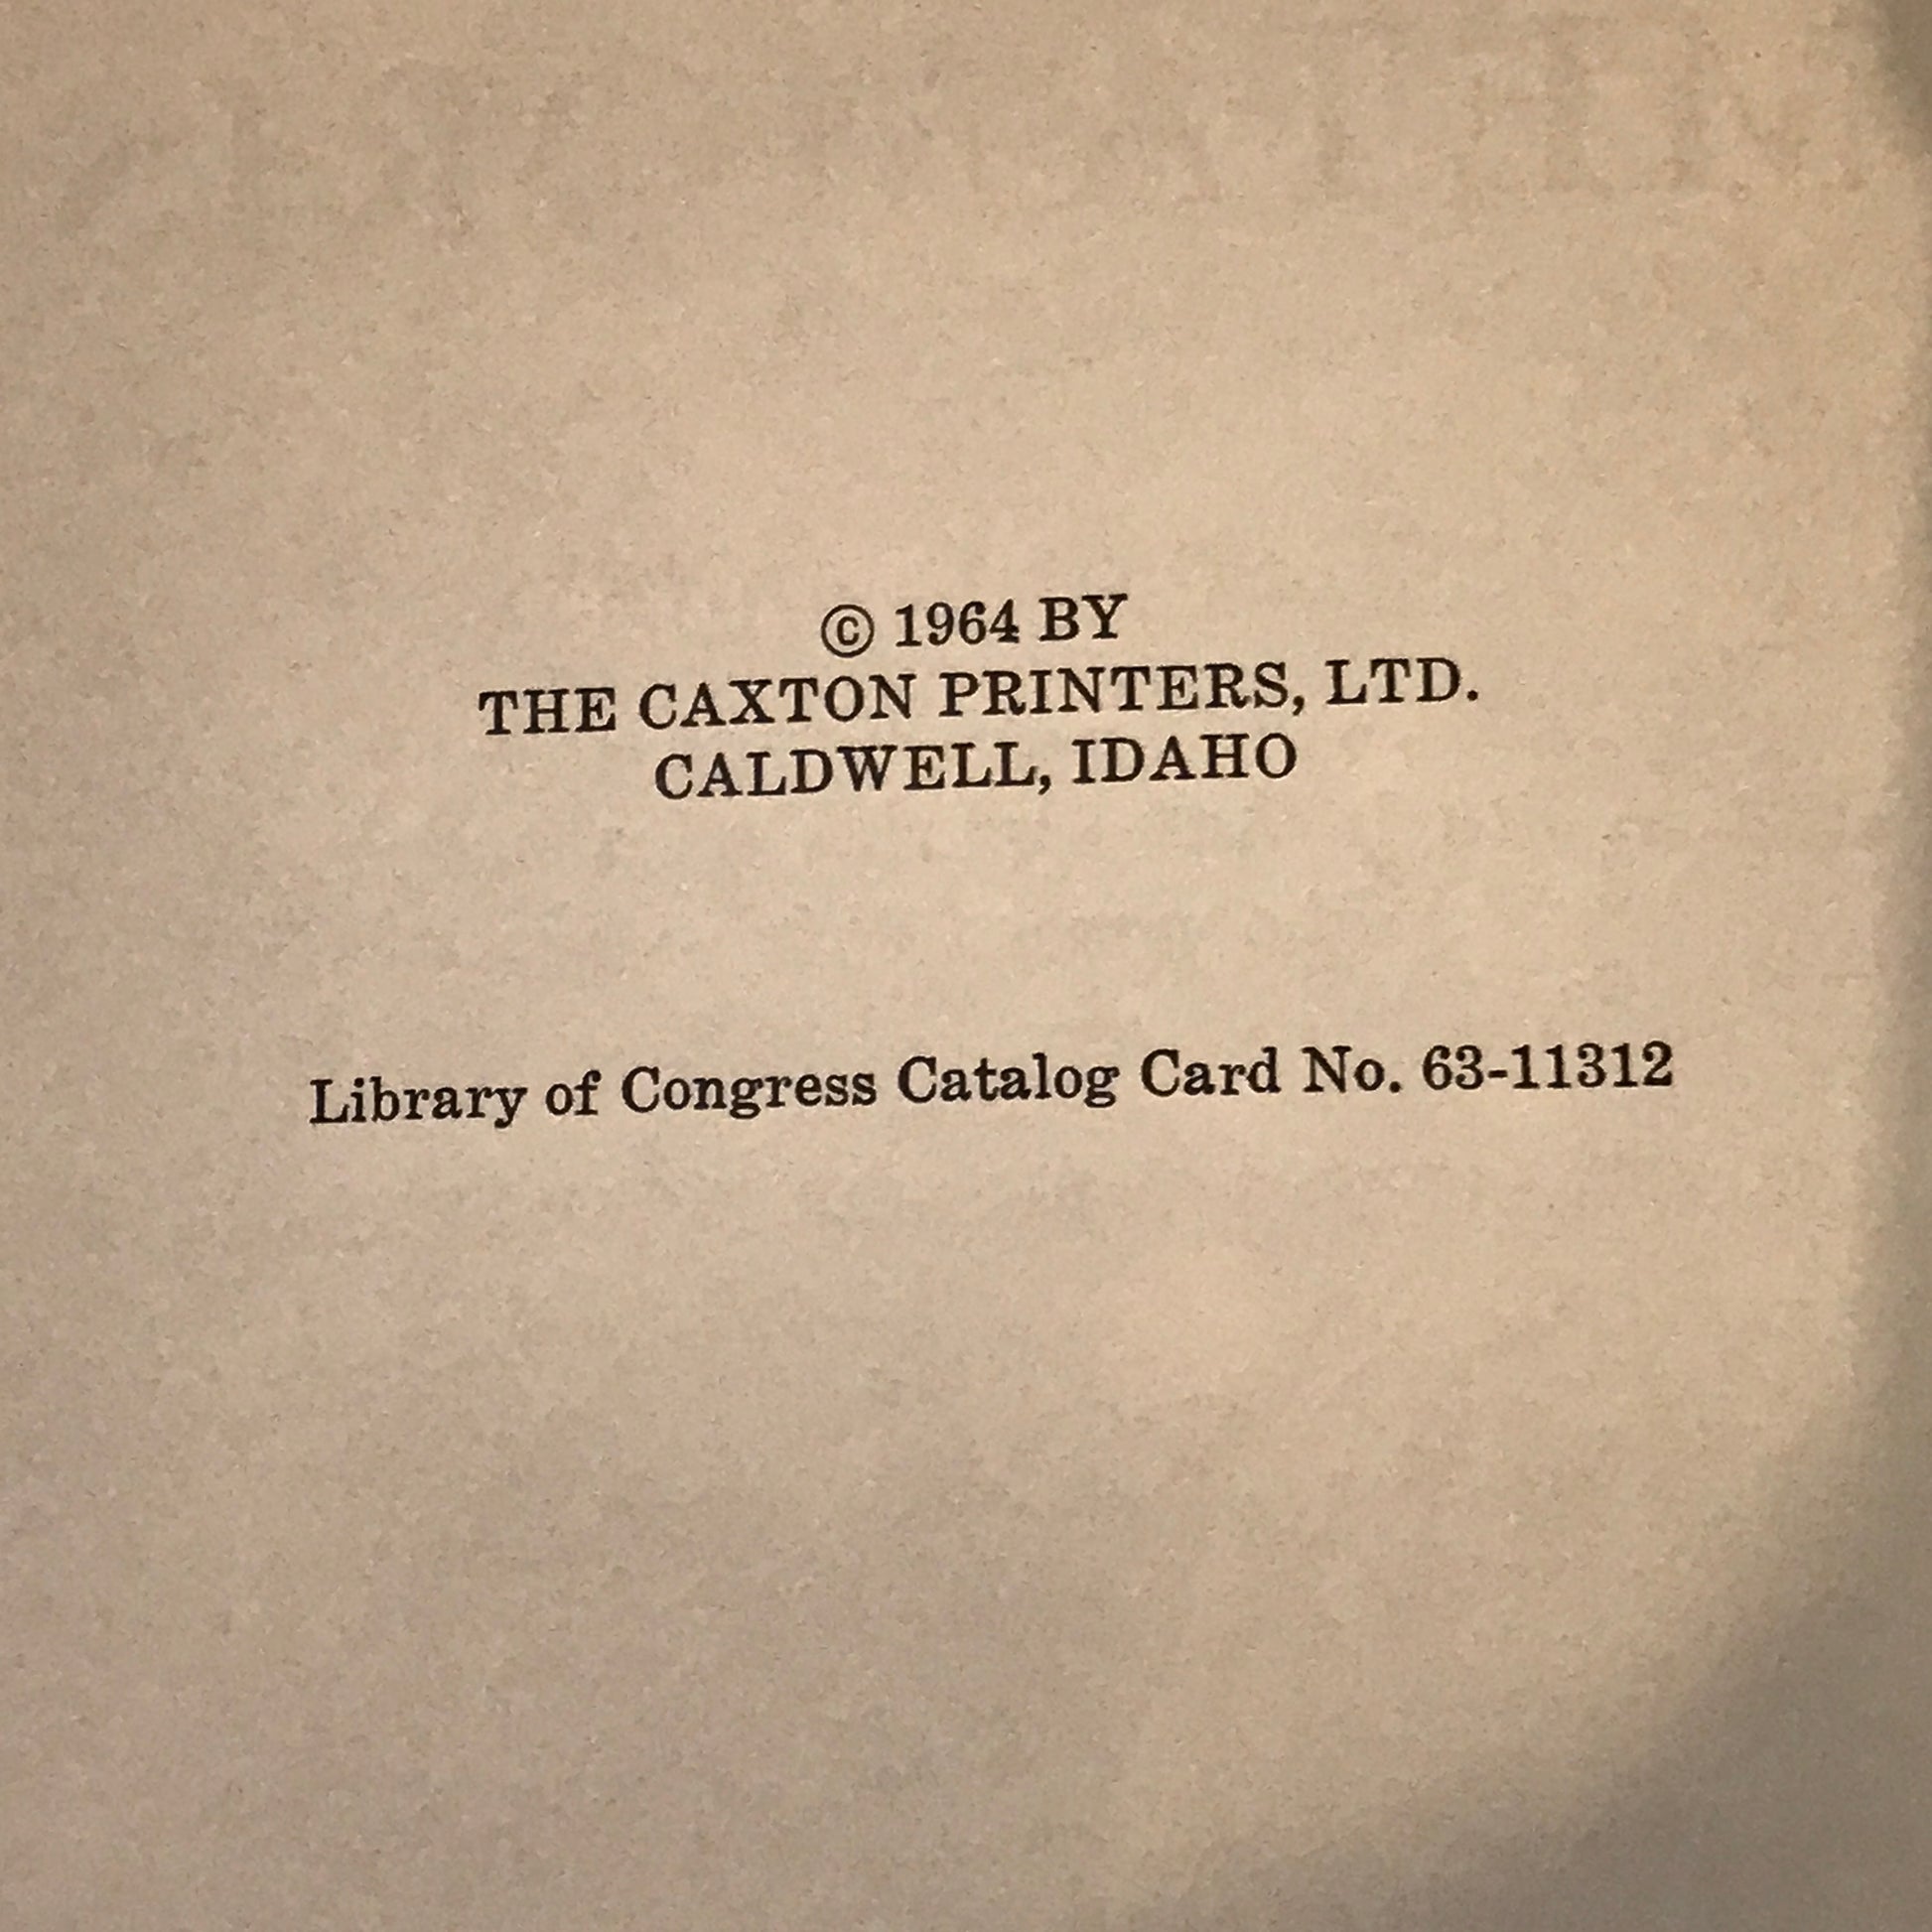 © 1964 BY
THE CAXTON PRINTERS, LTD.
CALDWELL, IDAHO
Library of Congress Catalog Card No. 63-11312